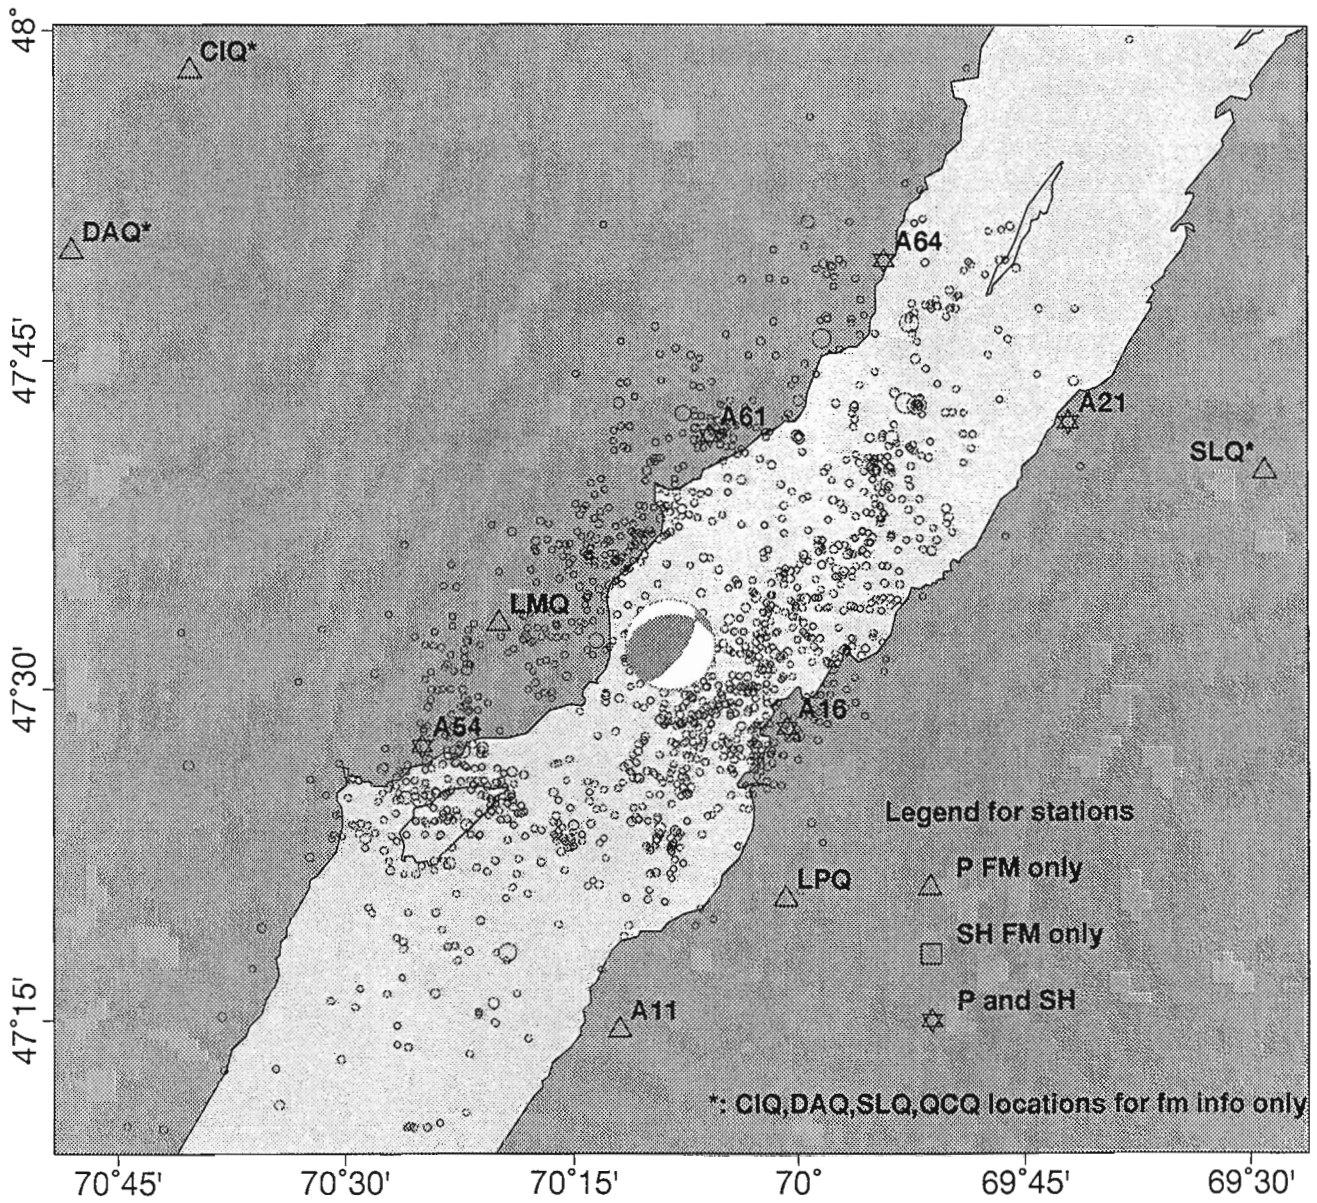 48°
CIQ*
DAQ*
A64
47°45'
A61
A21
SLQ*
LMQ
47°30'
A54
A16
Legend for stations
P FM only
LPQ
SH FM only
P and SH
A11
47°15'
*: CIQ,DAQ,SLQ,QCQ locations for fm info only
70°45'
70°30'
70°15'
70°
69°45'
69°30'